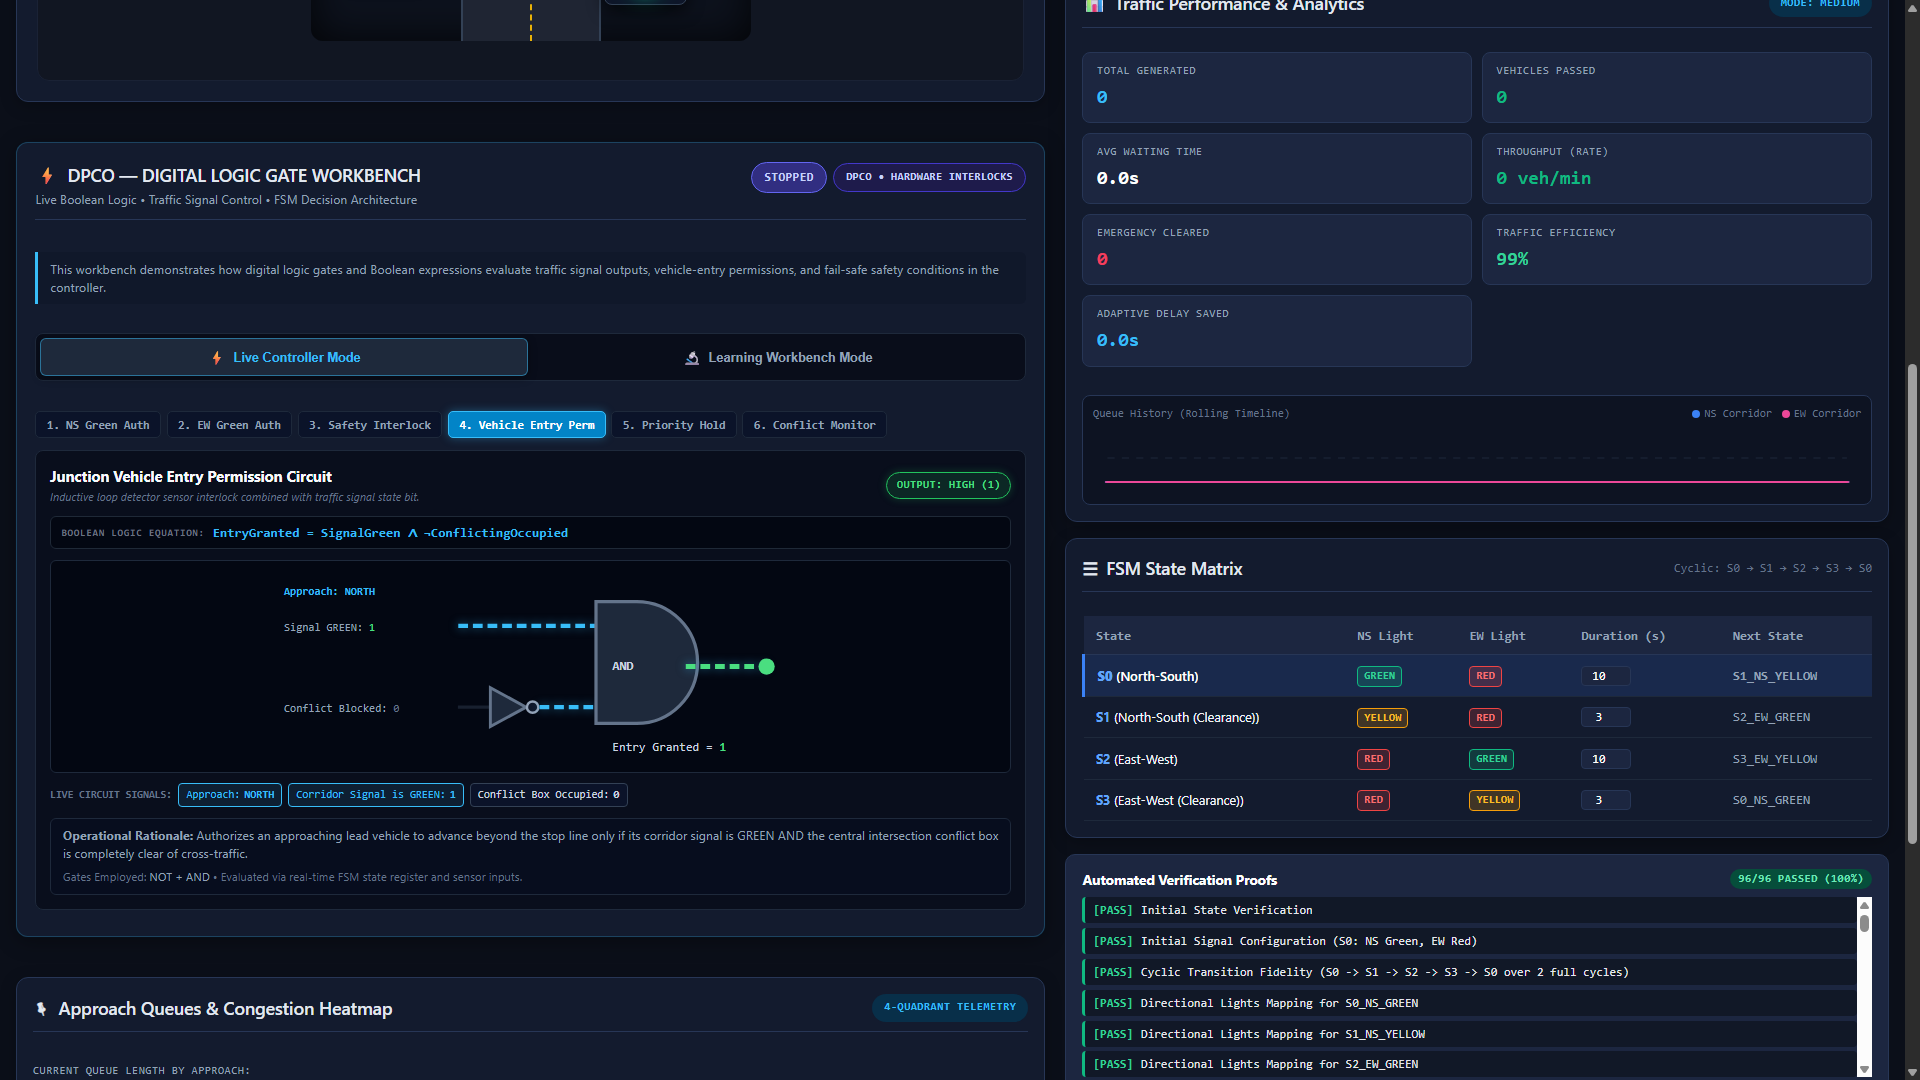 DPCO — DIGITAL LOGIC GATE WORKBENCH
STOPPED
DPCO • HARDWARE INTERLOCKS
Live Boolean Logic • Traffic Signal Control • FSM Decision Architecture
This workbench demonstrates how digital logic gates and Boolean expressions evaluate traffic signal outputs, vehicle-entry permissions, and fail-safe safety conditions in the
controller.
Live Controller Mode
Learning Workbench Mode
1. NS Green Auth
2. EW Green Auth
3. Safety Interlock
4. Vehicle Entry Perm
5. Priority Hold
6. Conflict Monitor
Junction Vehicle Entry Permission Circuit
Inductive loop detector sensor interlock combined with traffic signal state bit.
OUTPUT: HIGH (1)
BOOLEAN LOGIC EQUATION: EntryGranted = SignalGreen ∧ ¬ConflictingOccupied
Approach: NORTH
Signal GREEN: 1
AND
Conflict Blocked: 0
Entry Granted = 1
LIVE CIRCUIT SIGNALS: Approach: NORTH Corridor Signal is GREEN: 1 Conflict Box Occupied: 0
Operational Rationale: Authorizes an approaching lead vehicle to advance beyond the stop line only if its corridor signal is GREEN AND the central intersection conflict box
is completely clear of cross-traffic.
Gates Employed: NOT + AND • Evaluated via real-time FSM state register and sensor inputs.
Approach Queues & Congestion Heatmap
4-QUADRANT TELEMETRY
CURRENT QUEUE LENGTH BY APPROACH:
Traffic Performance & Analytics
MODE: MEDIUM
TOTAL GENERATED
0
VEHICLES PASSED
0
AVG WAITING TIME
0.0s
THROUGHPUT (RATE)
0 veh/min
EMERGENCY CLEARED
0
TRAFFIC EFFICIENCY
99%
ADAPTIVE DELAY SAVED
0.0s
Queue History (Rolling Timeline)
NS Corridor
EW Corridor
FSM State Matrix
Cyclic: S0 → S1 → S2 → S3 → S0
State NS Light EW Light Duration (s) Next State
S0 (North-South) GREEN RED 10 S1_NS_YELLOW
S1 (North-South (Clearance)) YELLOW RED 3 S2_EW_GREEN
S2 (East-West) RED GREEN 10 S3_EW_YELLOW
S3 (East-West (Clearance)) RED YELLOW 3 S0_NS_GREEN
Automated Verification Proofs
96/96 PASSED (100%)
[PASS] Initial State Verification
[PASS] Initial Signal Configuration (S0: NS Green, EW Red)
[PASS] Cyclic Transition Fidelity (S0 -> S1 -> S2 -> S3 -> S0 over 2 full cycles)
[PASS] Directional Lights Mapping for S0_NS_GREEN
[PASS] Directional Lights Mapping for S1_NS_YELLOW
[PASS] Directional Lights Mapping for S2_EW_GREEN